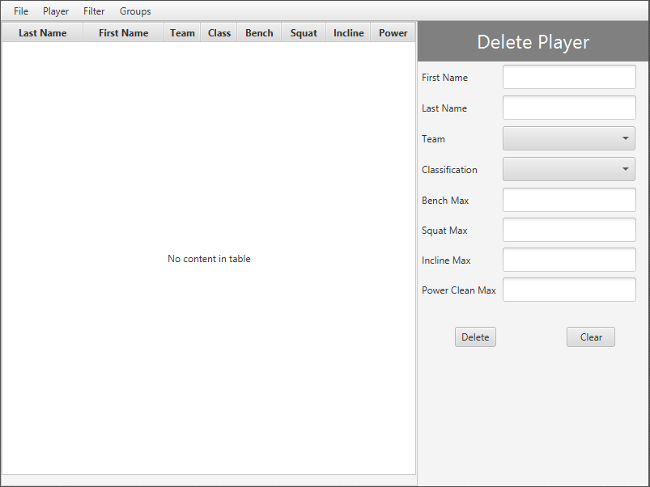 File Player Filter Groups
Last Name First Name Team Class Bench Squat Incline Power
No content in table
Delete Player
First Name
Last Name
Team
Classification
Bench Max
Squat Max
Incline Max
Power Clean Max
Delete Clear